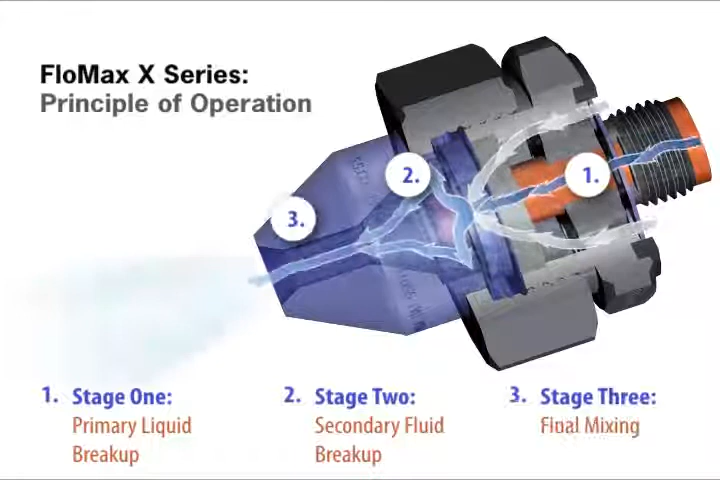 FloMax X Series:
Principle of Operation
1.
2.
3.
1. Stage One:
Primary Liquid
Breakup
2. Stage Two:
Secondary Fluid
Breakup
3. Stage Three:
Final Mixing